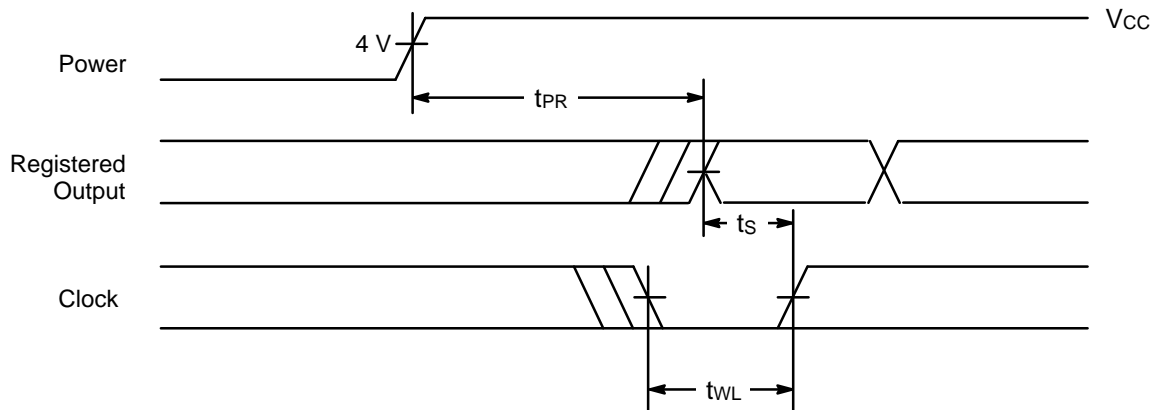 VCC
4 V
Power
tPR
Registered
Output
tS
Clock
tWL